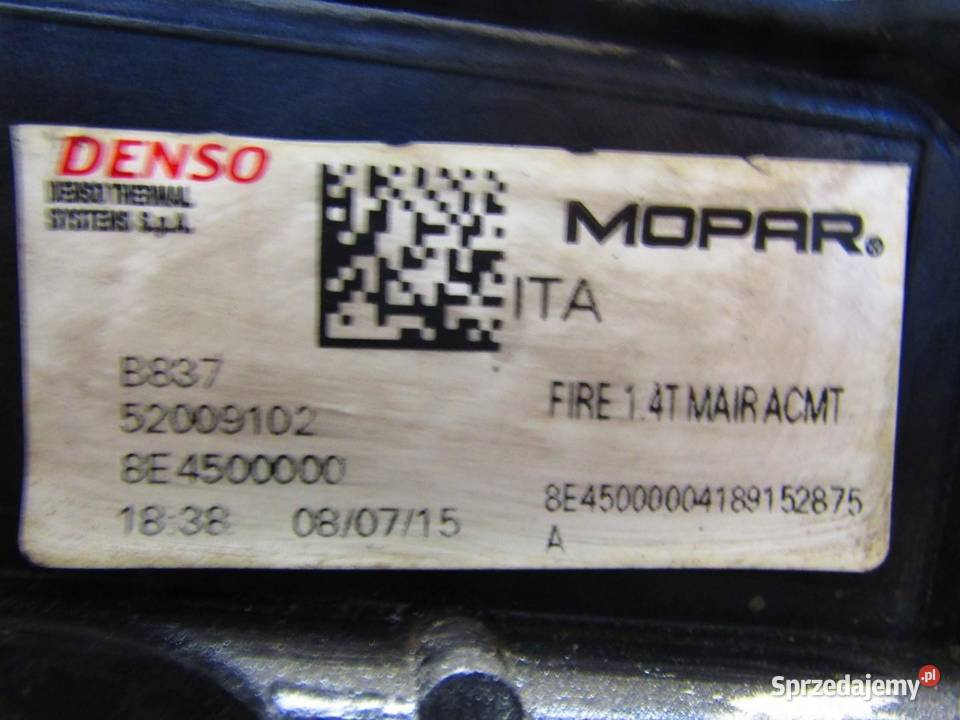 DENSO
DENSO THERMAL
SYSTEMS S.p.A.
MOPAR®
ITA
B837
52009102
8E4500000
18:38 08/07/15
FIRE 1.4T MAIR ACMT
8E45000004189152875
A
Sprzedajemy.pl